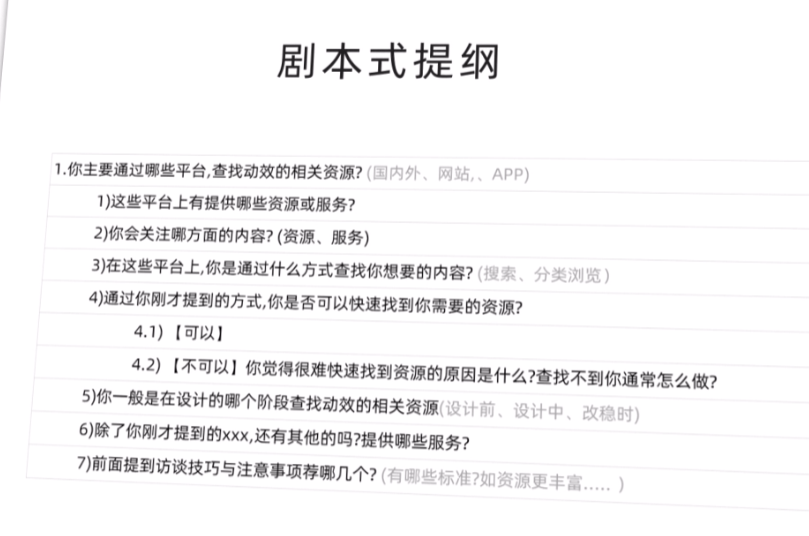 剧本式提纲
1.你主要通过哪些平台,查找动效的相关资源? (国内外、网站,、APP)
1)这些平台上有提供哪些资源或服务?
2)你会关注哪方面的内容? (资源、服务)
3)在这些平台上,你是通过什么方式查找你想要的内容? (搜索、分类浏览)
4)通过你刚才提到的方式,你是否可以快速找到你需要的资源?
4.1) 【可以】
4.2) 【不可以】你觉得很难快速找到资源的原因是什么?查找不到你通常怎么做?
5)你一般是在设计的哪个阶段查找动效的相关资源(设计前、设计中、改稳时)
6)除了你刚才提到的xxx,还有其他的吗?提供哪些服务?
7)前面提到访谈技巧与注意事项荐哪几个? (有哪些标准?如资源更丰富..... )